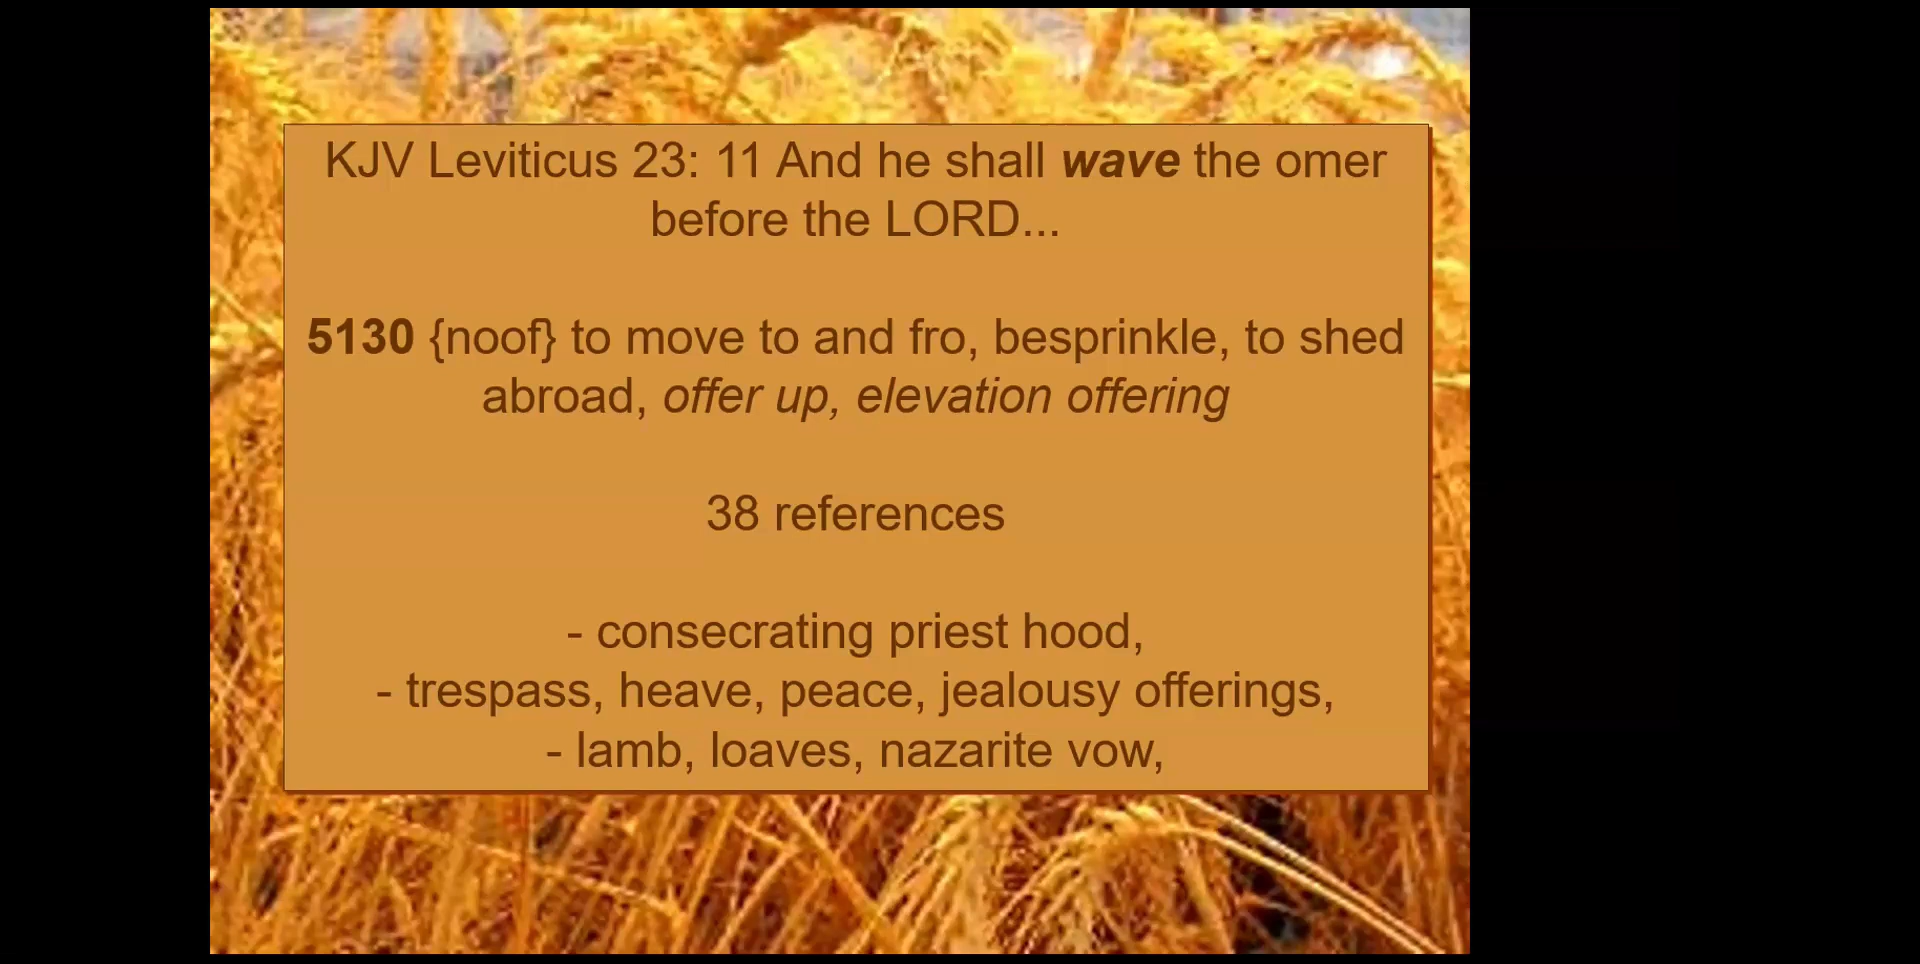 KJV Leviticus 23: 11 And he shall wave the omer
before the LORD...
5130 {noof} to move to and fro, besprinkle, to shed
abroad, offer up, elevation offering
38 references
- consecrating priest hood,
- trespass, heave, peace, jealousy offerings,
- lamb, loaves, nazarite vow,